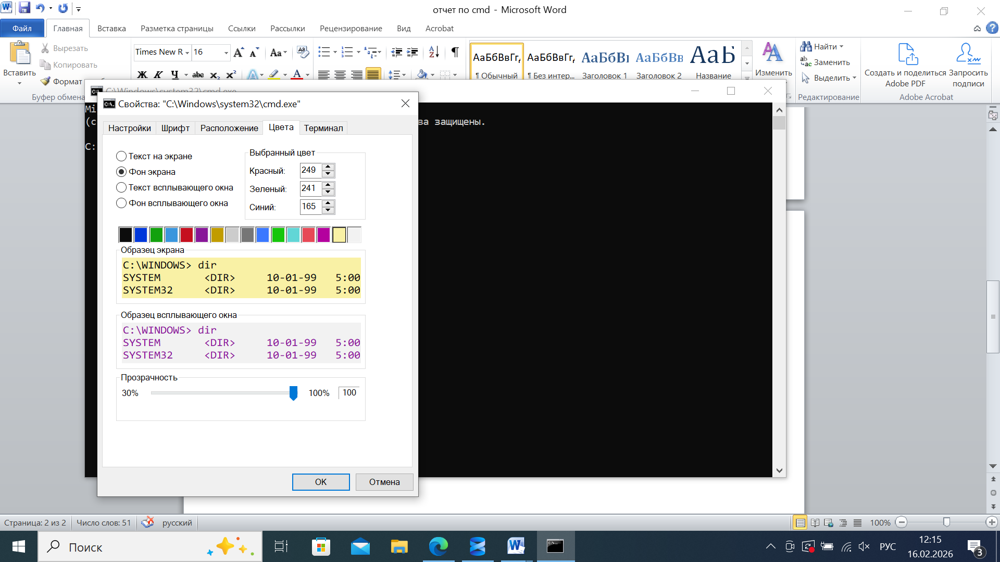 отчет по cmd - Microsoft Word
Файл
Главная
Вставка
Разметка страницы
Ссылки
Рассылки
Рецензирование
Вид
Acrobat
Вставить
Вырезать
Копировать
Формат
Буфер обмена
Times New R
16
Aa
Ж К Ч abc x₂ x²
АаБбВвГг,
АаБбВвГг,
АаБбВі
АаБбВв
АаБ
¶ Обычный
¶ Без интер...
Заголовок 1
Заголовок 2
Название
Изменить
Найти
Заменить
Выделить
Редактирование
Создать и поделиться
Adobe PDF
Запросить
подписи
Adobe Acrobat
C:\Windows\system32\cmd.exe
Mi
(c
ва защищены.
C:
Свойства: "C:\Windows\system32\cmd.exe"
Настройки
Шрифт
Расположение
Цвета
Терминал
Текст на экране
Фон экрана
Текст всплывающего окна
Фон всплывающего окна
Выбранный цвет
Красный: 249
Зеленый: 241
Синий: 165
Образец экрана
C:\WINDOWS> dir
SYSTEM <DIR> 10-01-99 5:00
SYSTEM32 <DIR> 10-01-99 5:00
Образец всплывающего окна
C:\WINDOWS> dir
SYSTEM <DIR> 10-01-99 5:00
SYSTEM32 <DIR> 10-01-99 5:00
Прозрачность
30% 100% 100
OK
Отмена
Страница: 2 из 2
Число слов: 51
русский
100%
Поиск
РУС
12:15
16.02.2026
3